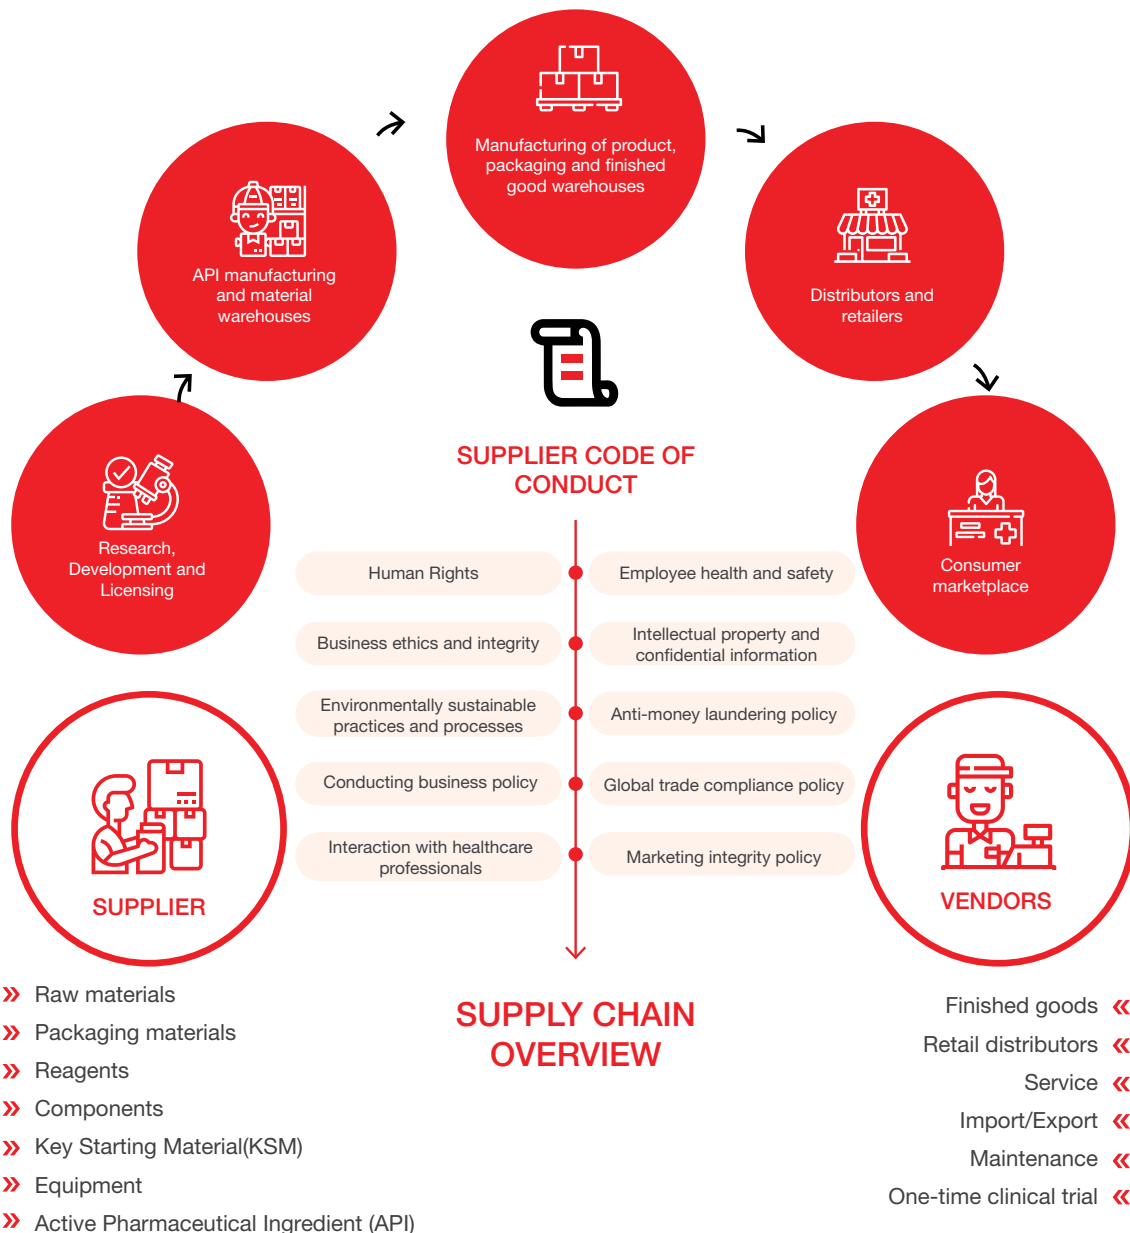 Manufacturing of product,
packaging and finished
good warehouses
API manufacturing
and material
warehouses
Distributors and
retailers
Research,
Development and
Licensing
Consumer
marketplace
SUPPLIER CODE OF
CONDUCT
Human Rights
Employee health and safety
Business ethics and integrity
Intellectual property and
confidential information
Environmentally sustainable
practices and processes
Anti-money laundering policy
Conducting business policy
Global trade compliance policy
Interaction with healthcare
professionals
Marketing integrity policy
SUPPLIER
VENDORS
SUPPLY CHAIN
OVERVIEW
Raw materials
Packaging materials
Reagents
Components
Key Starting Material(KSM)
Equipment
Active Pharmaceutical Ingredient (API)
Finished goods
Retail distributors
Service
Import/Export
Maintenance
One-time clinical trial